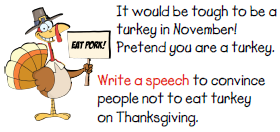 It would be tough to be a
turkey in November!
Pretend you are a turkey.
EAT PORK!
Write a speech to convince
people not to eat turkey
on Thanksgiving.